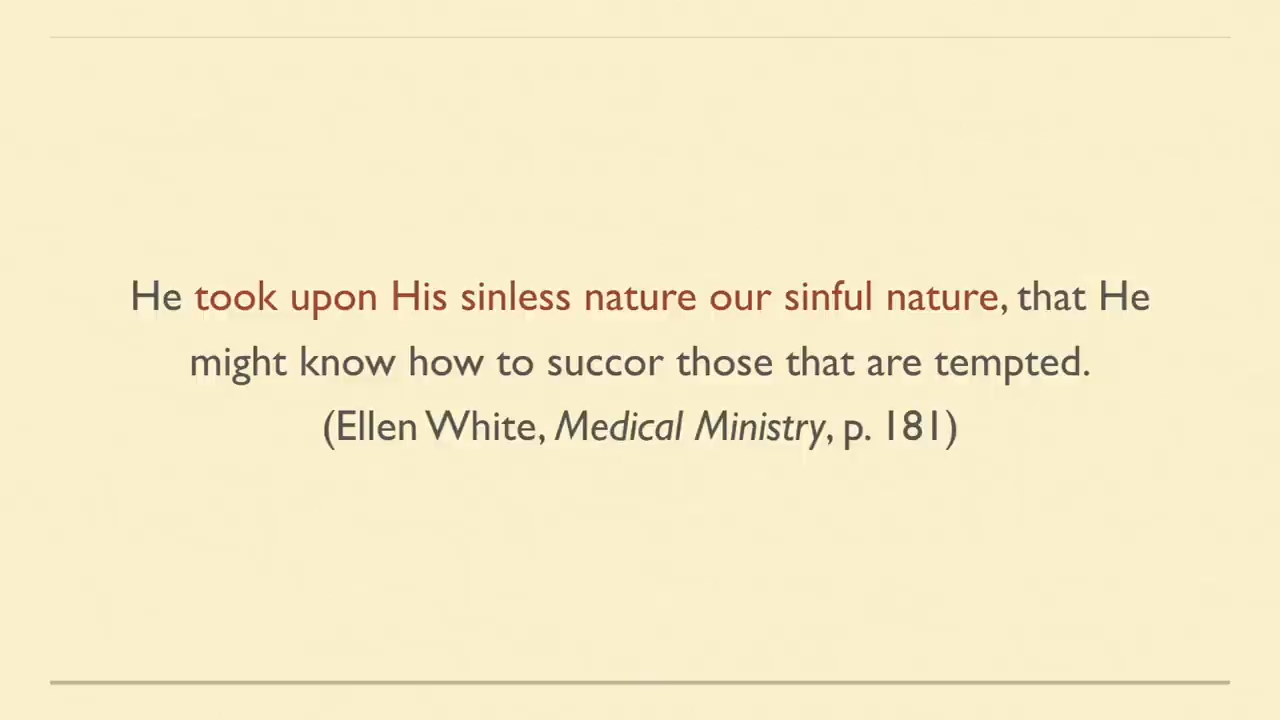 He took upon His sinless nature our sinful nature, that He
might know how to succor those that are tempted.
(Ellen White, Medical Ministry, p. 181)